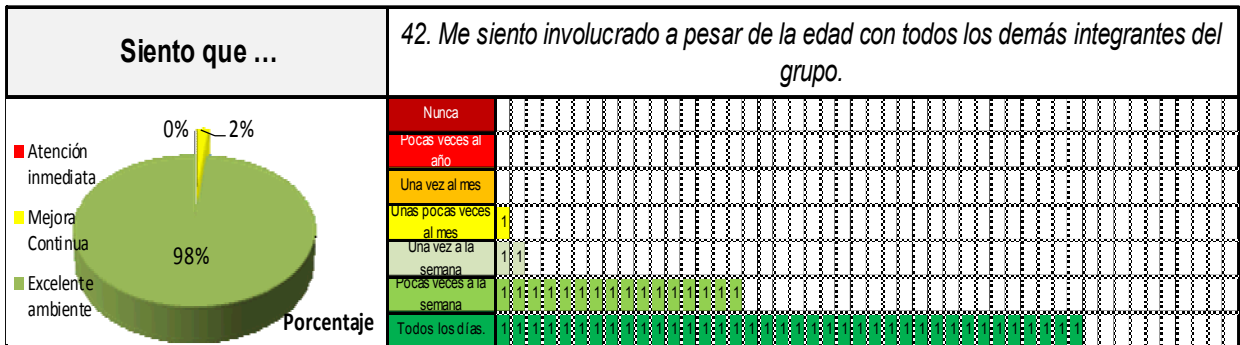 Siento que ...
42. Me siento involucrado a pesar de la edad con todos los demás integrantes del
grupo.
0%
2%
98%
Atención
inmediata
Mejora
Continua
Excelente
ambiente
Porcentaje
Nunca
Pocas veces al
año
Una vez al mes
Unas pocas veces
al mes
1
Una vez a la
semana
1 1
Pocas veces a la
semana
1 1 1 1 1 1 1 1 1 1 1 1 1 1 1 1
Todos los días.
1 1 1 1 1 1 1 1 1 1 1 1 1 1 1 1 1 1 1 1 1 1 1 1 1 1 1 1 1 1 1 1 1 1 1 1 1 1